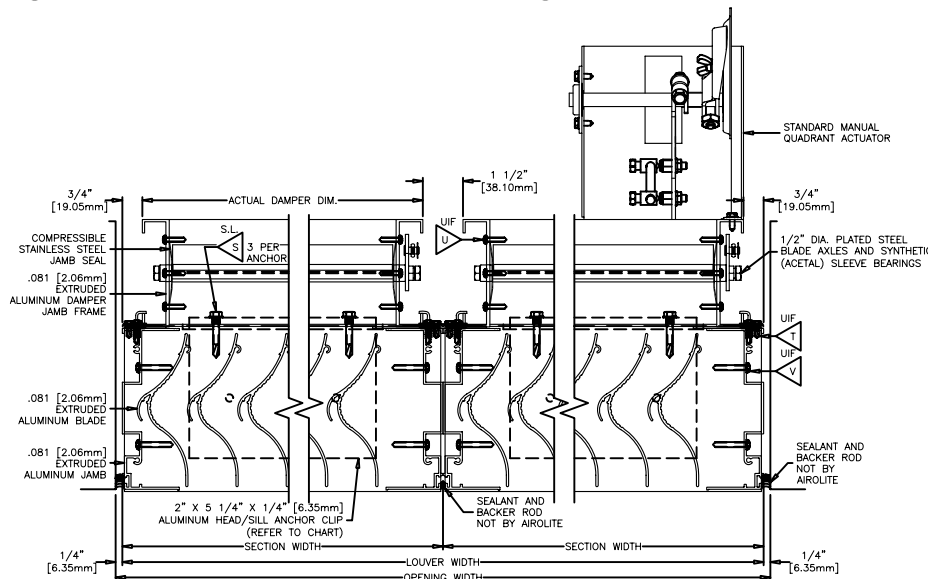 STANDARD MANUAL
QUADRANT ACTUATOR
1 1/2"
[38.10mm]
3/4"
[19.05mm]
ACTUAL DAMPER DIM.
3/4"
[19.05mm]
S.L.
S
3 PER
ANCHOR
UIF
U
COMPRESSIBLE
STAINLESS STEEL
JAMB SEAL
1/2" DIA. PLATED STEEL
BLADE AXLES AND SYNTHETIC
(ACETAL) SLEEVE BEARINGS
.081 [2.06mm]
EXTRUDED
ALUMINUM DAMPER
JAMB FRAME
UIF
T
UIF
V
.081 [2.06mm]
EXTRUDED
ALUMINUM BLADE
.081 [2.06mm]
EXTRUDED
ALUMINUM JAMB
SEALANT AND
BACKER ROD
NOT BY
AIROLITE
2" X 5 1/4" X 1/4" [6.35mm]
ALUMINUM HEAD/SILL ANCHOR CLIP
(REFER TO CHART)
SEALANT AND
BACKER ROD
NOT BY AIROLITE
SECTION WIDTH
SECTION WIDTH
1/4"
[6.35mm]
LOUVER WIDTH
1/4"
[6.35mm]
OPENING WIDTH